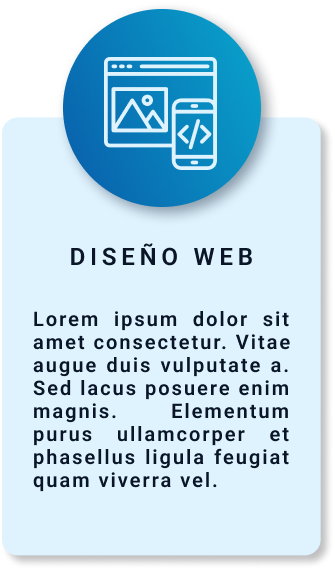 DISEÑO WEB
Lorem ipsum dolor sit
amet consectetur. Vitae
augue duis vulputate a.
Sed lacus posuere enim
magnis. Elementum
purus ullamcorper et
phasellus ligula feugiat
quam viverra vel.